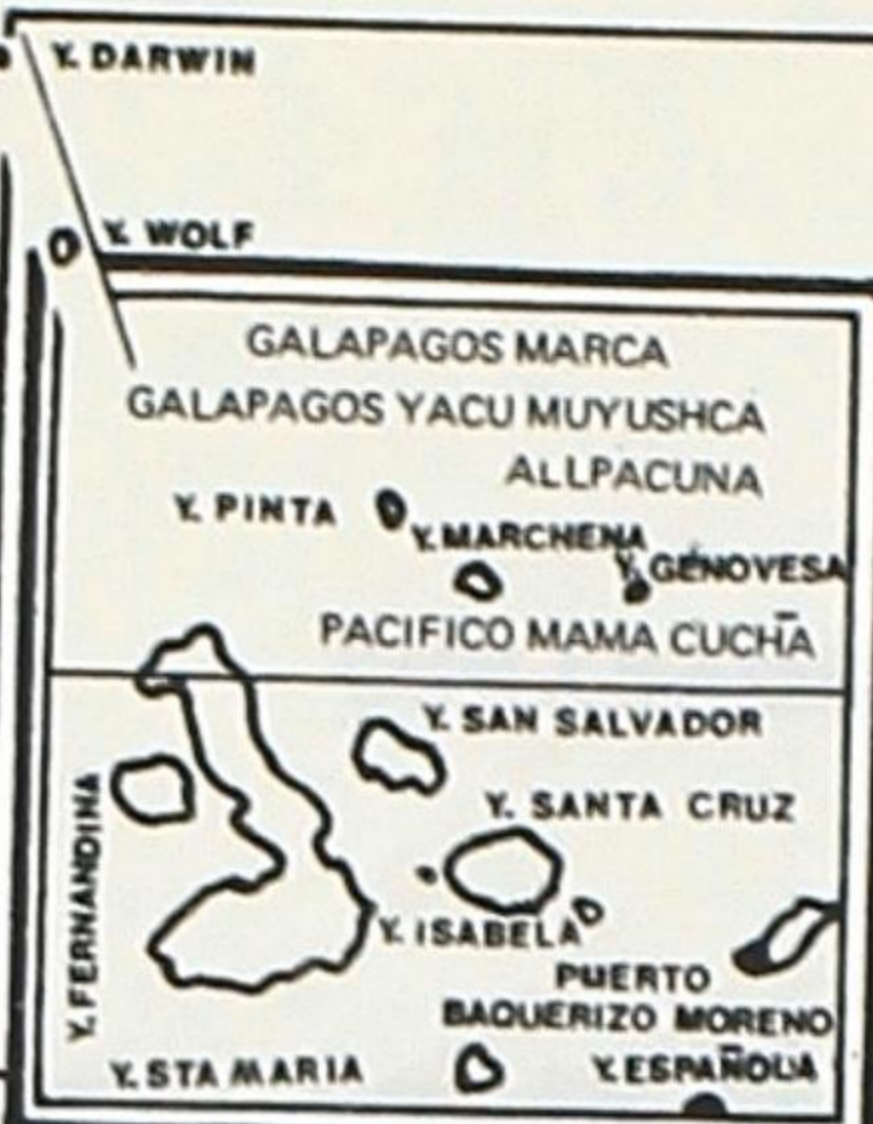 Y. DARWIN
Y. WOLF
GALAPAGOS MARCA
GALAPAGOS YACU MUYUSHCA
ALLPACUNA
Y. PINTA
Y. MARCHENA
Y. GENOVESA
PACIFICO MAMA CUCHA
Y. SAN SALVADOR
Y. SANTA CRUZ
Y. FERNANDINA
Y. ISABELA
PUERTO
BAQUERIZO MORENO
Y. STA MARIA
Y. ESPAÑOLA